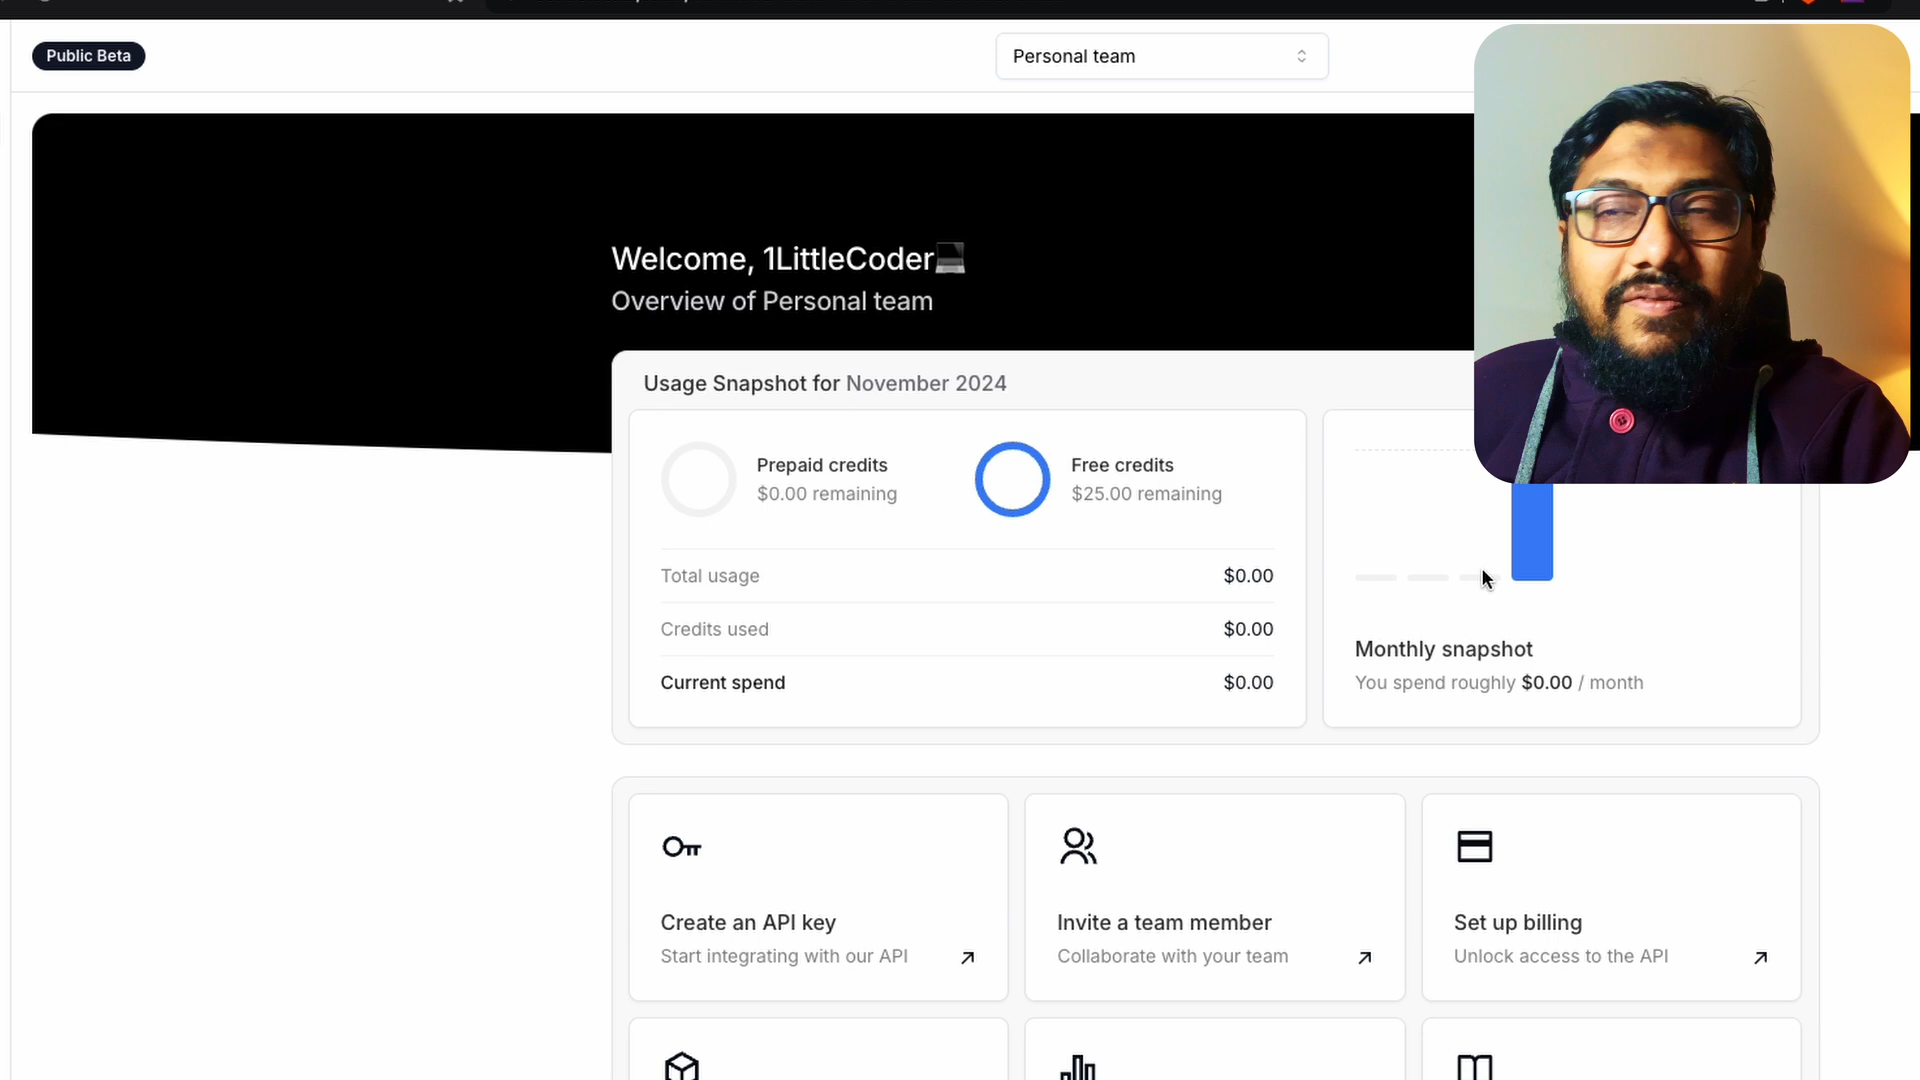 Public Beta
Personal team
Welcome, 1LittleCoder💻
Overview of Personal team
Usage Snapshot for November 2024
Prepaid credits
$0.00 remaining
Free credits
$25.00 remaining
Total usage $0.00
Credits used $0.00
Current spend $0.00
Monthly snapshot
You spend roughly $0.00 / month
Create an API key
Start integrating with our API
Invite a team member
Collaborate with your team
Set up billing
Unlock access to the API